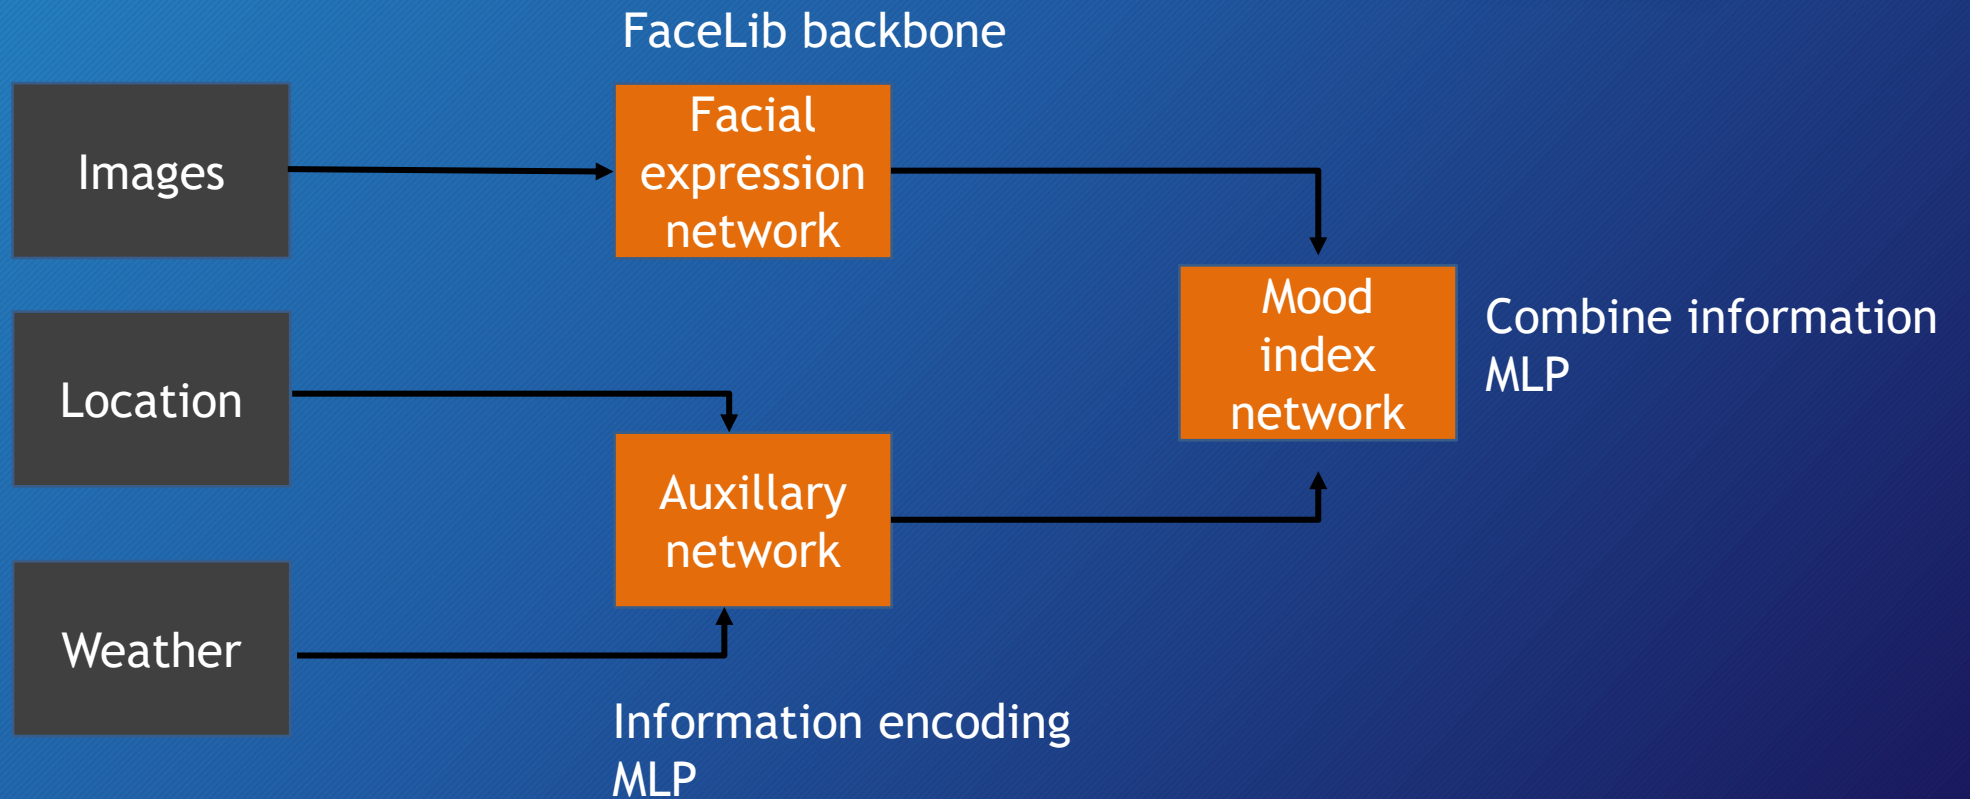 FaceLib backbone
Images
Facial
expression
network
Location
Mood
index
network
Combine information
MLP
Auxillary
network
Weather
Information encoding
MLP